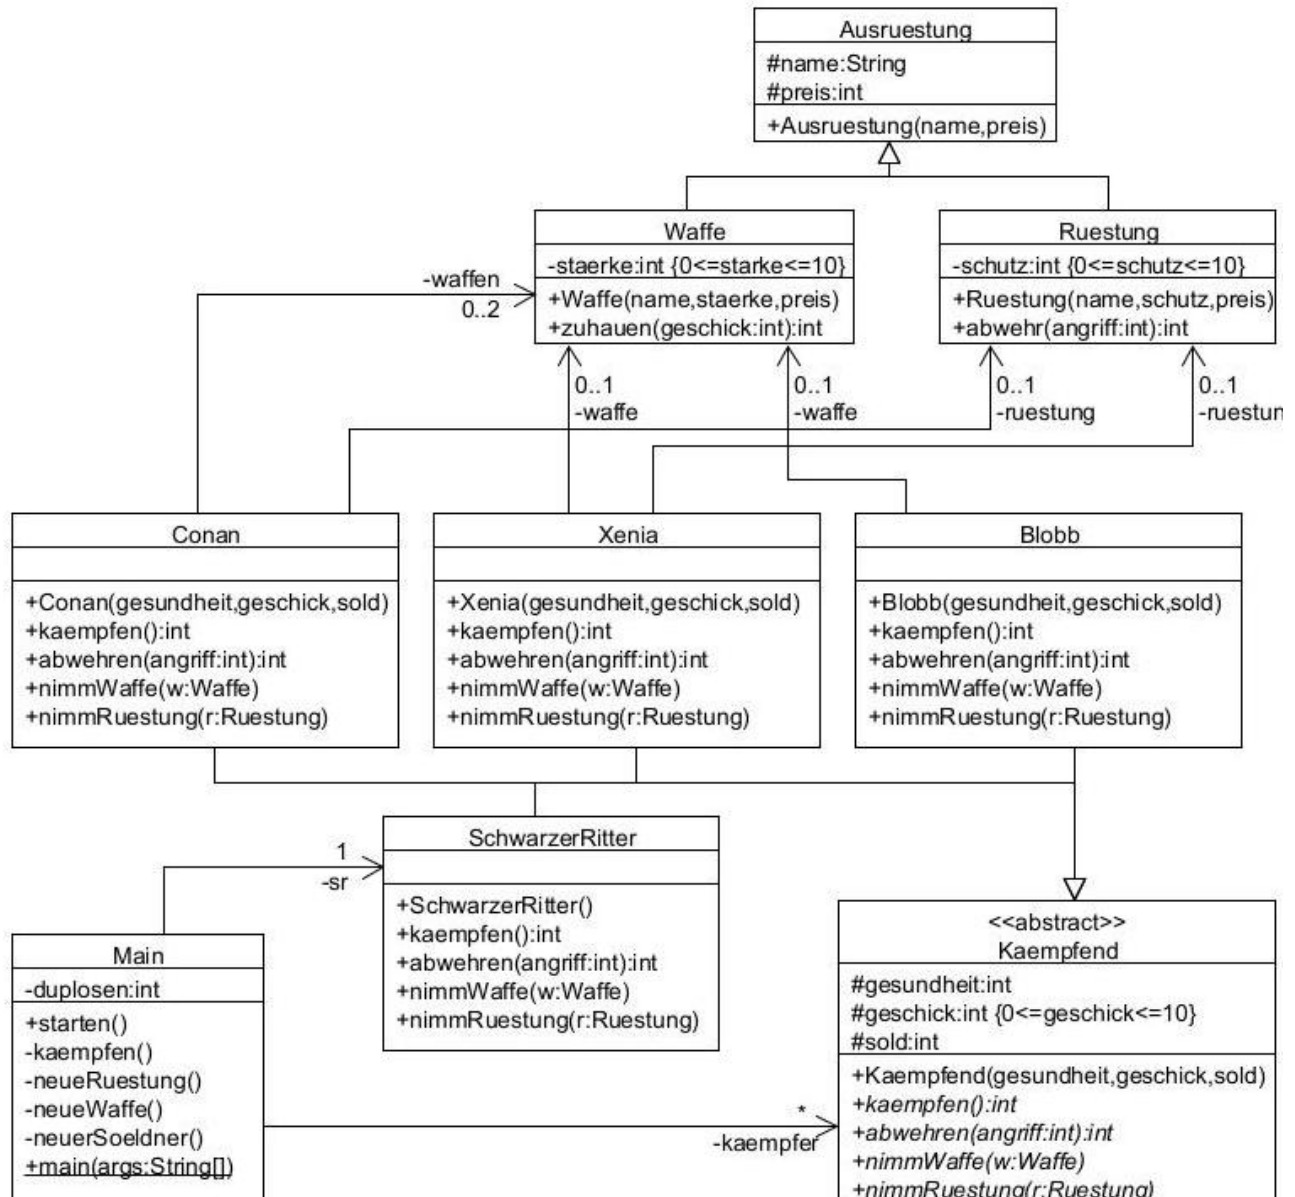 Ausruestung
#name:String
#preis:int
+Ausruestung(name,preis)
Waffe
-staerke:int {0<=starke<=10}
+Waffe(name,staerke,preis)
+zuhauen(geschick:int):int
Ruestung
-schutz:int {0<=schutz<=10}
+Ruestung(name,schutz,preis)
+abwehr(angriff:int):int
-waffen
0..2
0..1
-waffe
0..1
-waffe
0..1
-ruestung
0..1
-ruestun
Conan
+Conan(gesundheit,geschick,sold)
+kaempfen():int
+abwehren(angriff:int):int
+nimmWaffe(w:Waffe)
+nimmRuestung(r:Ruestung)
Xenia
+Xenia(gesundheit,geschick,sold)
+kaempfen():int
+abwehren(angriff:int):int
+nimmWaffe(w:Waffe)
+nimmRuestung(r:Ruestung)
Blobb
+Blobb(gesundheit,geschick,sold)
+kaempfen():int
+abwehren(angriff:int):int
+nimmWaffe(w:Waffe)
+nimmRuestung(r:Ruestung)
SchwarzerRitter
+SchwarzerRitter()
+kaempfen():int
+abwehren(angriff:int):int
+nimmWaffe(w:Waffe)
+nimmRuestung(r:Ruestung)
1
-sr
Main
-duplosen:int
+starten()
-kaempfen()
-neueRuestung()
-neueWaffe()
-neuerSoeldner()
+main(args:String[])
*
-kaempfer
<<abstract>>
Kaempfend
#gesundheit:int
#geschick:int {0<=geschick<=10}
#sold:int
+Kaempfend(gesundheit,geschick,sold)
+kaempfen():int
+abwehren(angriff:int):int
+nimmWaffe(w:Waffe)
+nimmRuestung(r:Ruestung)